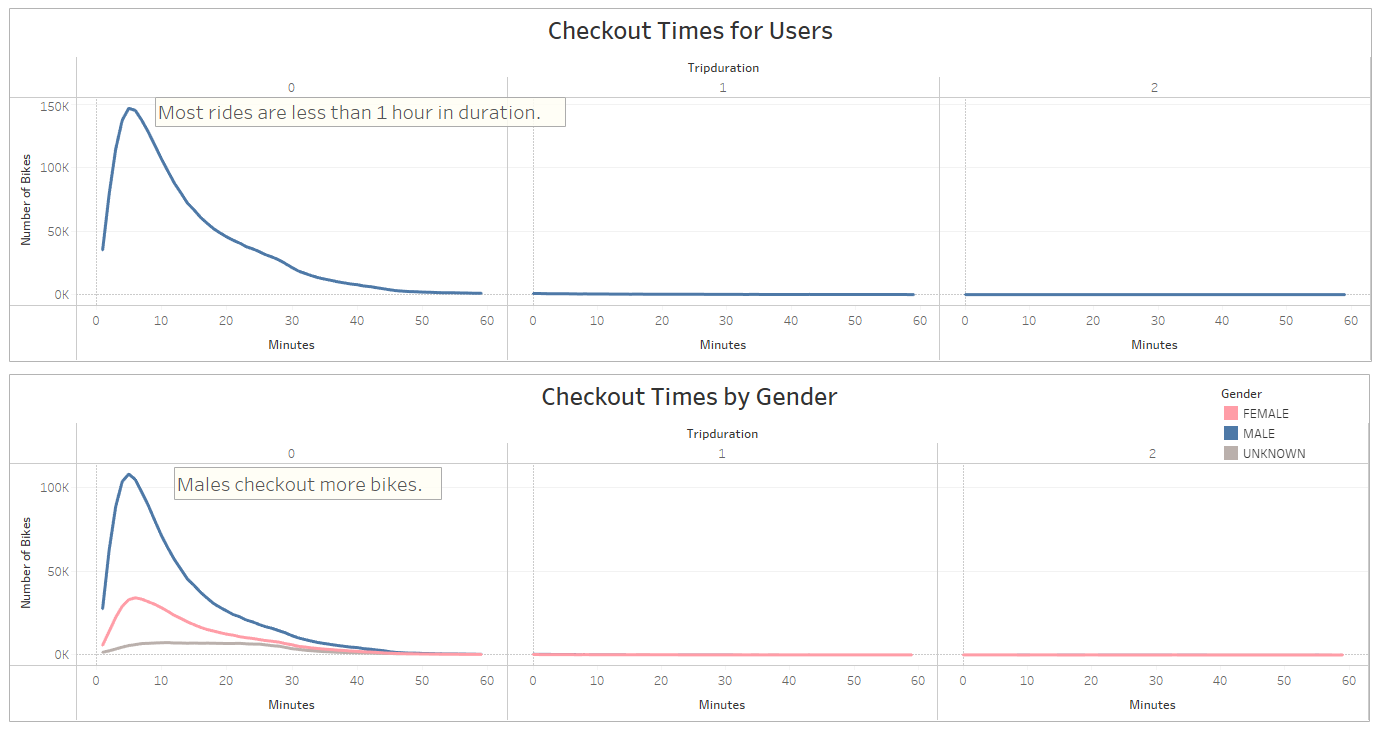 Checkout Times for Users
Tripduration
0 1 2
Most rides are less than 1 hour in duration.
150K
100K
50K
0K
Number of Bikes
0 10 20 30 40 50 60 0 10 20 30 40 50 60 0 10 20 30 40 50 60
Minutes Minutes Minutes
Checkout Times by Gender
Gender
FEMALE
MALE
UNKNOWN
Tripduration
0 1 2
Males checkout more bikes.
100K
50K
0K
Number of Bikes
0 10 20 30 40 50 60 0 10 20 30 40 50 60 0 10 20 30 40 50 60
Minutes Minutes Minutes